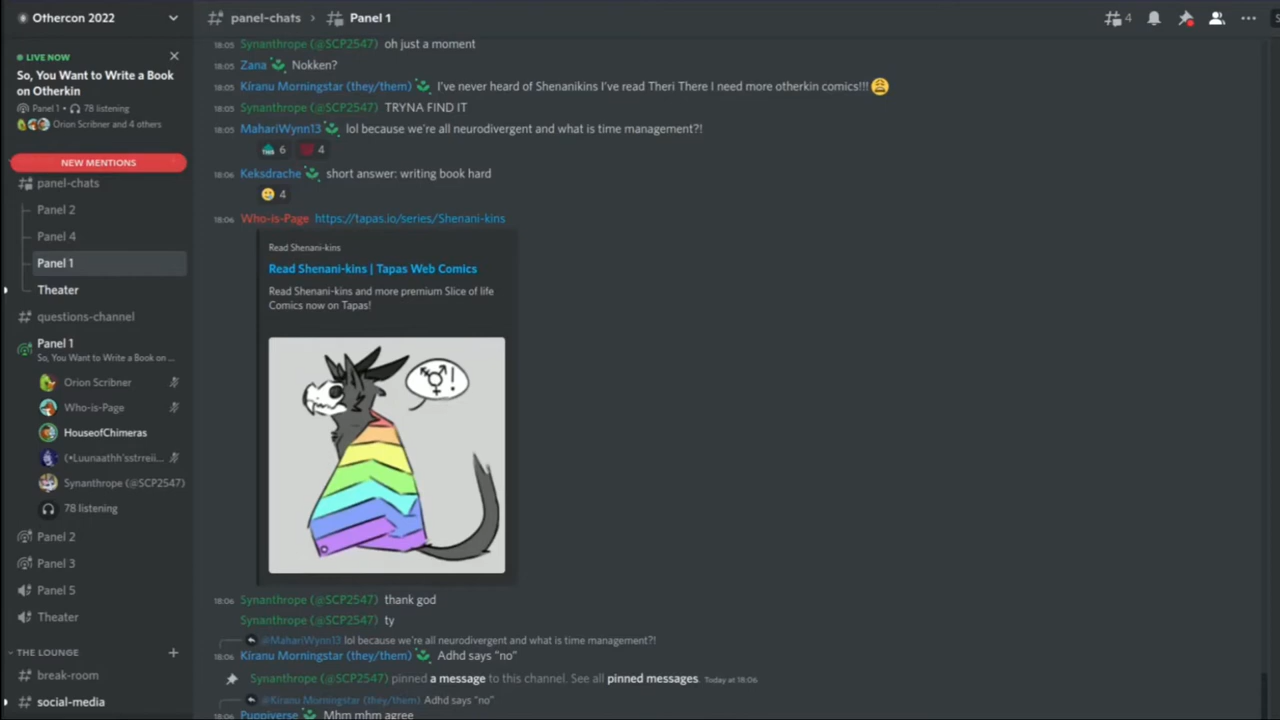 Othercon 2022
LIVE NOW
So, You Want to Write a Book
on Otherkin
Panel 1 • 78 listening
Orion Scribner and 4 others
NEW MENTIONS
panel-chats
Panel 2
Panel 4
Panel 1
Theater
questions-channel
Panel 1
So, You Want to Write a Book on ...
Orion Scribner
Who-is-Page
HouseofChimeras
(•Luunaathh'sstrreii...
Synanthrope (@SCP2547)
78 listening
Panel 2
Panel 3
Panel 5
Theater
THE LOUNGE
break-room
social-media
panel-chats > Panel 1
4
18:05 Synanthrope (@SCP2547) oh just a moment
18:05 Zana Nokken?
18:05 Kiranu Morningstar (they/them) I've never heard of Shenanikins I've read Theri There I need more otherkin comics!!!
18:05 Synanthrope (@SCP2547) TRYNA FIND IT
18:05 MahariWynn13 lol because we're all neurodivergent and what is time management?!
6 4
18:06 Keksdrache short answer: writing book hard
4
18:06 Who-is-Page https://tapas.io/series/Shenani-kins
Read Shenani-kins
Read Shenani-kins | Tapas Web Comics
Read Shenani-kins and more premium Slice of life
Comics now on Tapas!
!
18:06 Synanthrope (@SCP2547) thank god
Synanthrope (@SCP2547) ty
@MahariWynn13 lol because we're all neurodivergent and what is time management?!
18:06 Kiranu Morningstar (they/them) Adhd says "no"
Synanthrope (@SCP2547) pinned a message to this channel. See all pinned messages. Today at 18:06
@Kiranu Morningstar (they/them) Adhd says "no"
18:06 Puppiverse Mhm mhm agree